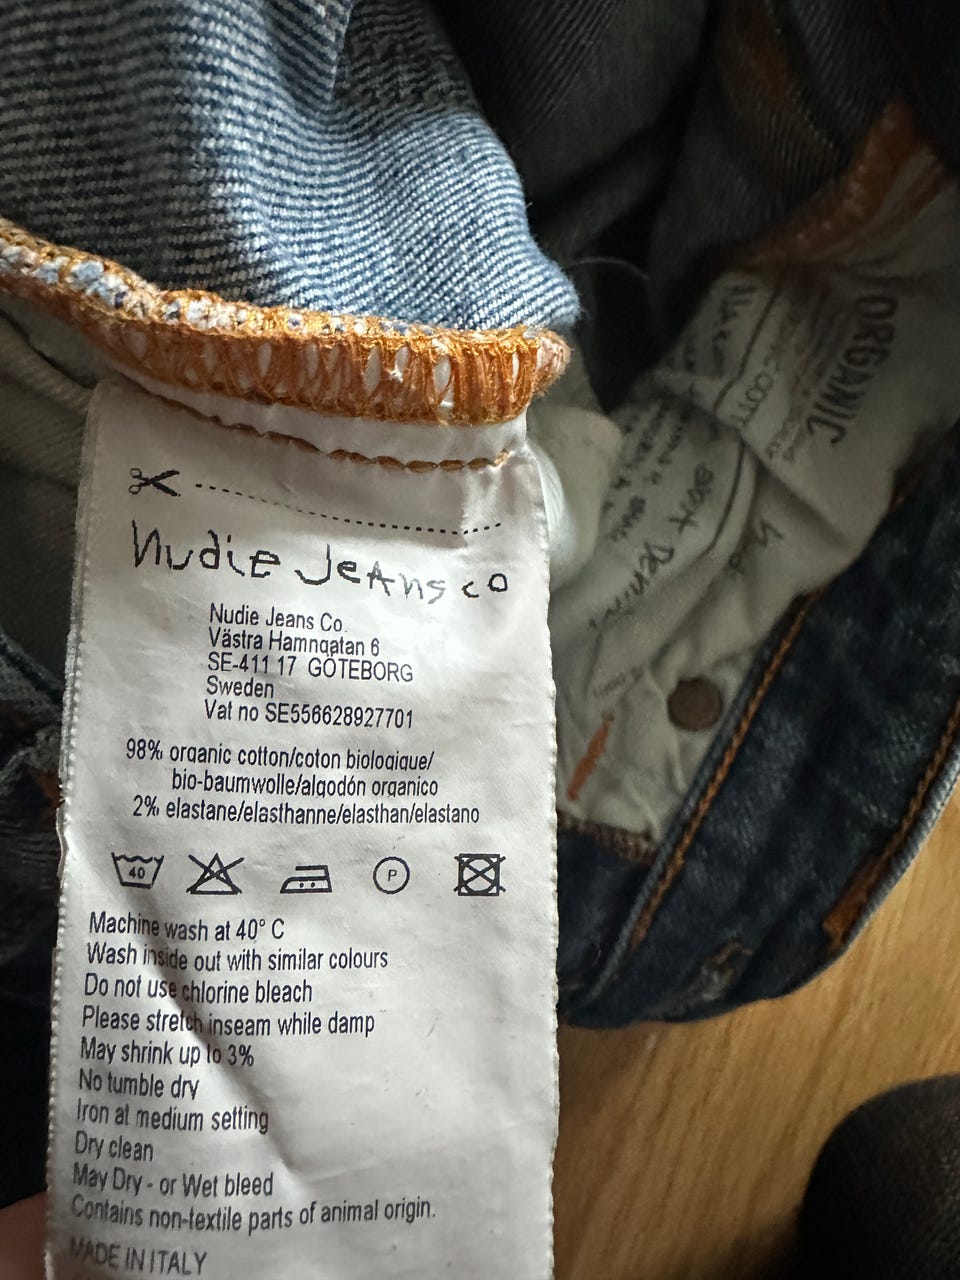 nudie Jeans co
Nudie Jeans Co.
Västra Hamngatan 6
SE-411 17 GÖTEBORG
Sweden
Vat no SE556628927701
98% organic cotton/coton biologique/
bio-baumwolle/algodón organico
2% elastane/elasthanne/elasthan/elastano
40
P
Machine wash at 40° C
Wash inside out with similar colours
Do not use chlorine bleach
Please stretch inseam while damp
May shrink up to 3%
No tumble dry
Iron at medium setting
Dry clean
May Dry - or Wet bleed
Contains non-textile parts of animal origin.
MADE IN ITALY
ORGANIC